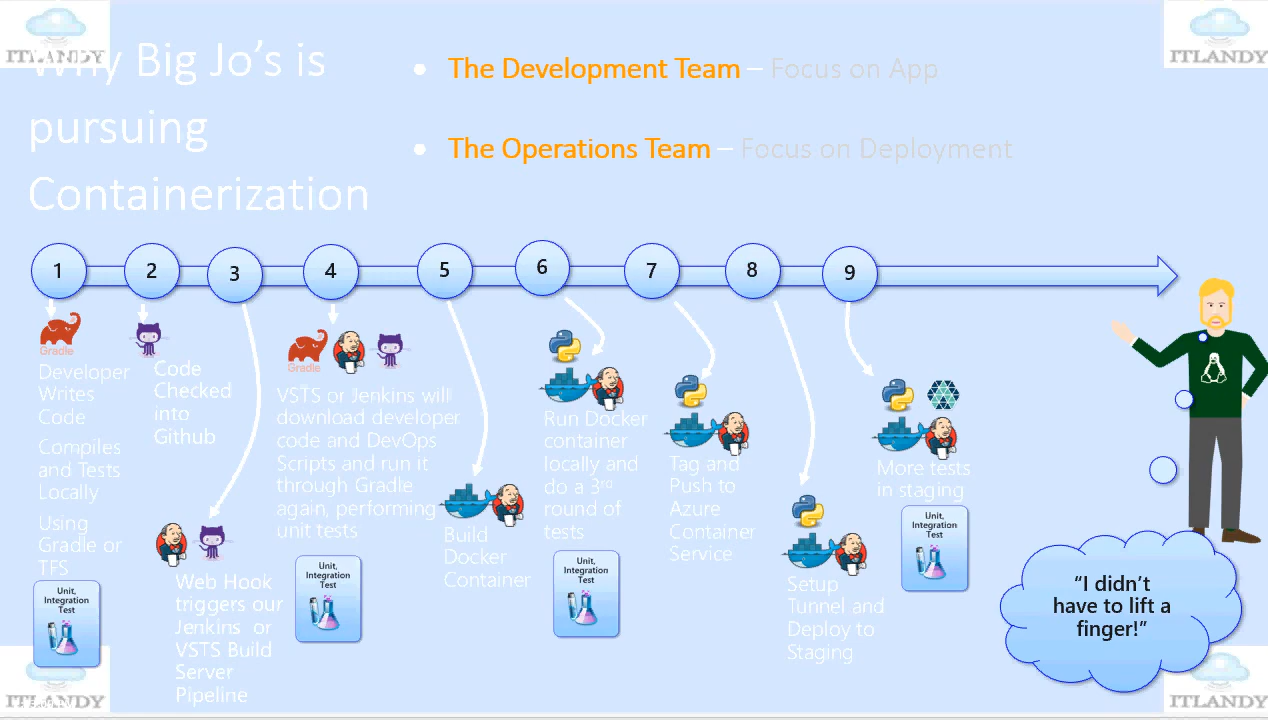 ITLANDY
ITLANDY
Why Big Jo's is
pursuing
Containerization
• The Development Team – Focus on App
• The Operations Team – Focus on Deployment
1
2
3
4
5
6
7
8
9
Gradle
Developer
Writes
Code
Compiles
and Tests
Locally
Using
Gradle or
TFS
Unit,
Integration
Test
Code
Checked
into
Github
Web Hook
triggers our
Jenkins or
VSTS Build
Server
Pipeline
Gradle
VSTS or Jenkins will
download developer
code and DevOps
Scripts and run it
through Gradle
again, performing
unit tests
Unit,
Integration
Test
Build
Docker
Container
Run Docker
container
locally and
do a 3rd
round of
tests
Unit,
Integration
Test
Tag and
Push to
Azure
Container
Service
Setup
Tunnel and
Deploy to
Staging
More tests
in staging
Unit,
Integration
Test
"I didn't
have to lift a
finger!"
ITLANDY
ITLANDY